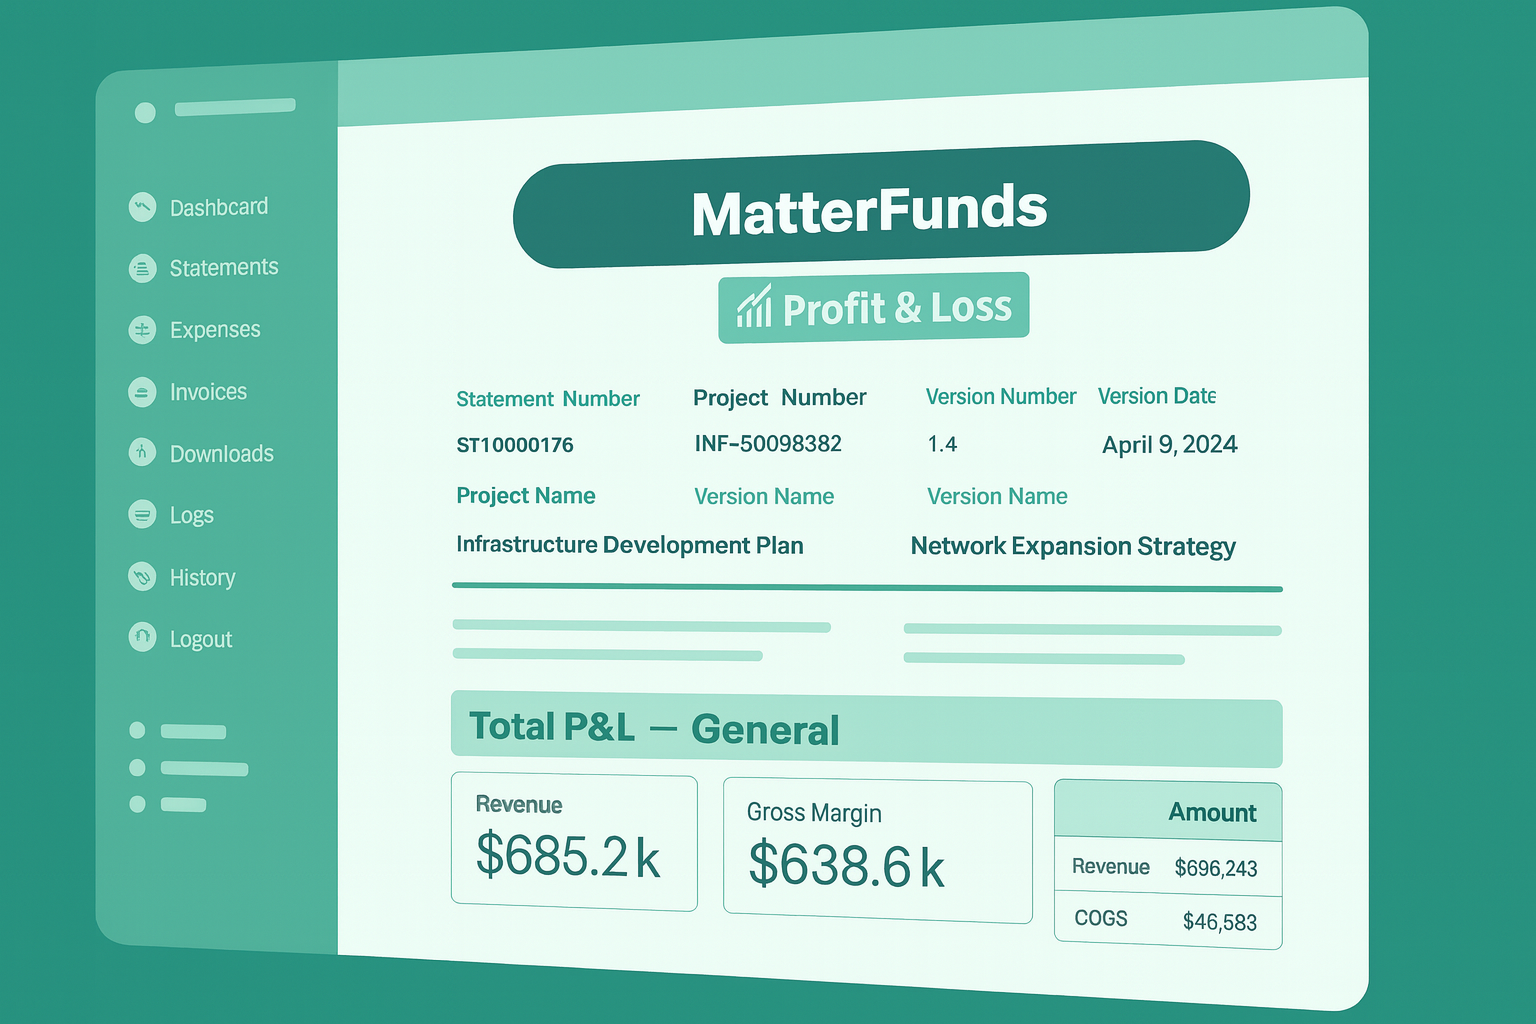 Dashbcard
Statements
Expenses
Invoices
Downloads
Logs
History
Logout
MatterFunds
Profit & Loss
Statement Number Project Number Version Number Version Date
ST10000176 INF-50098382 1.4 April 9, 2024
Project Name Version Name Version Name
Infrastructure Development Plan Network Expansion Strategy
Total P&L — General
Revenue
$685.2k
Gross Margin
$638.6k
Amount
Revenue $696,243
COGS $46,583